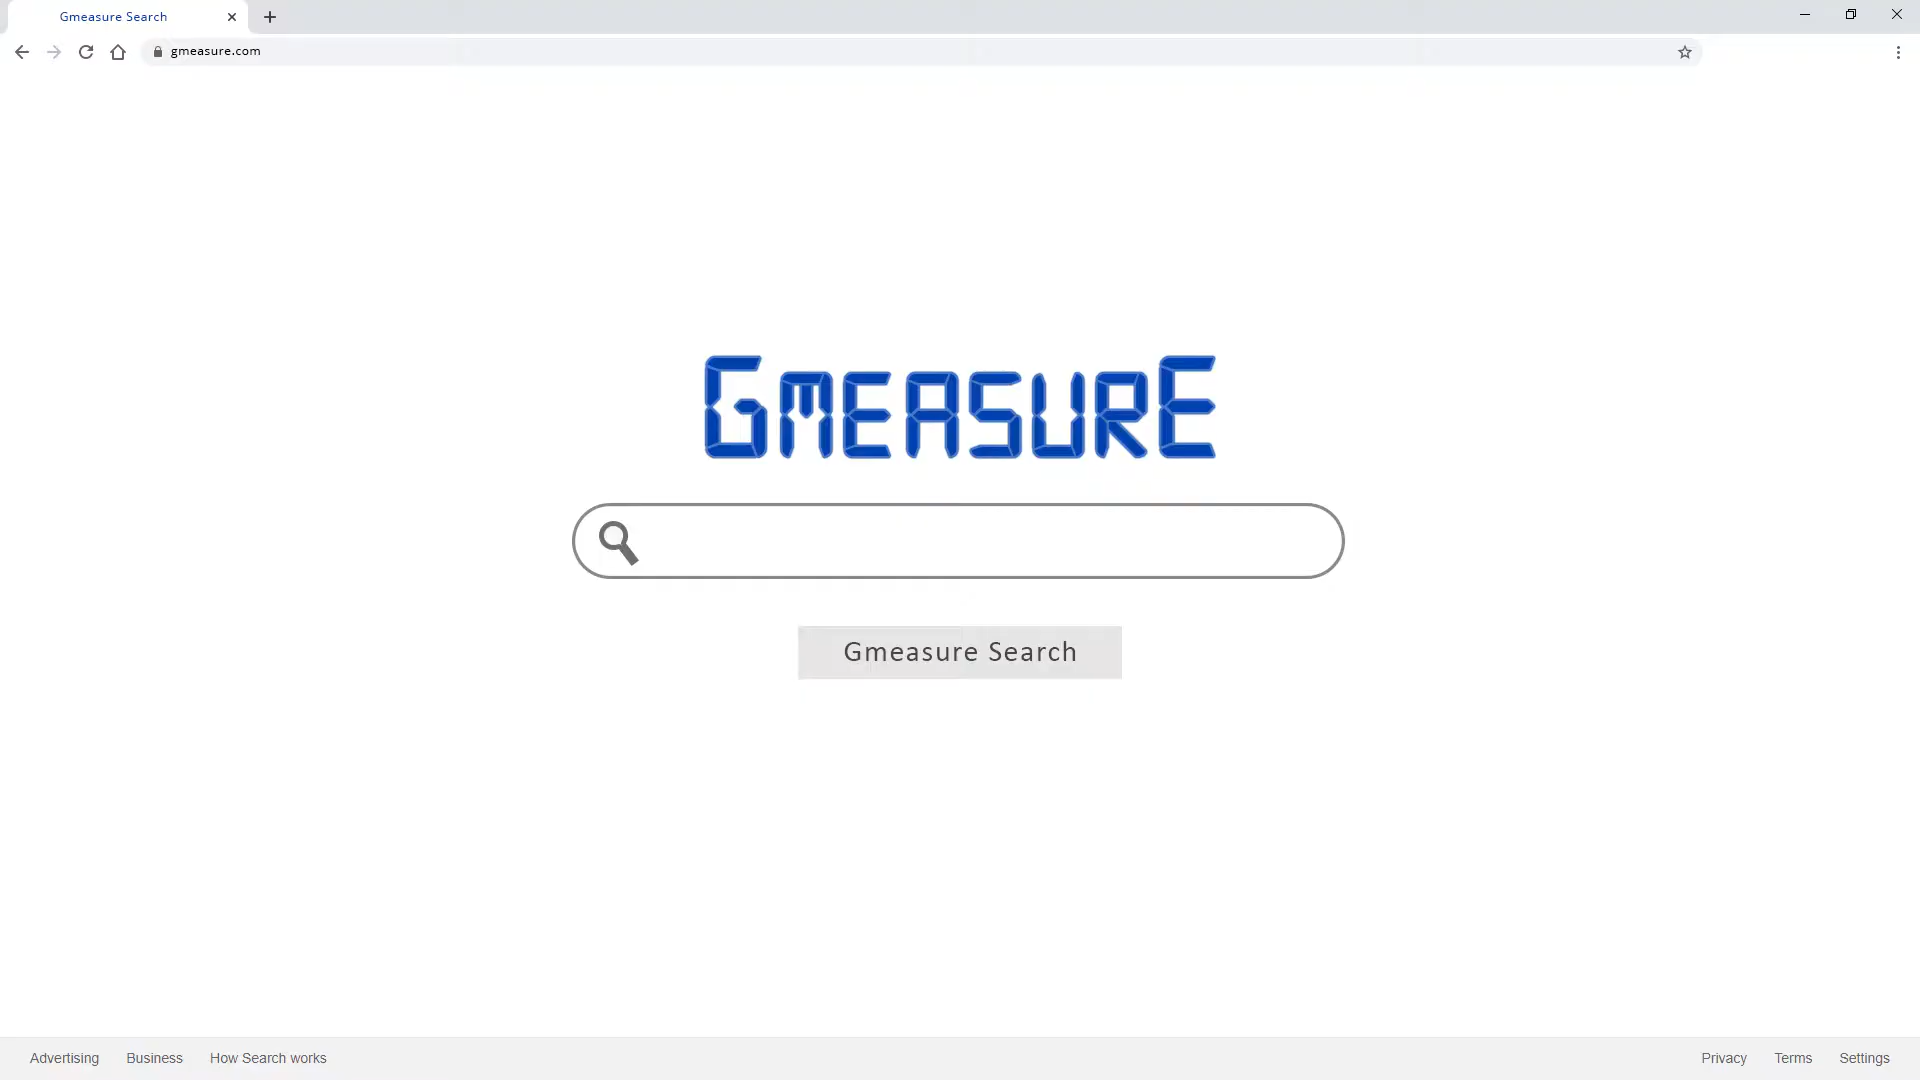 Gmeasure Search
gmeasure.com
GMEASURE
Gmeasure Search
Advertising Business How Search works Privacy Terms Settings